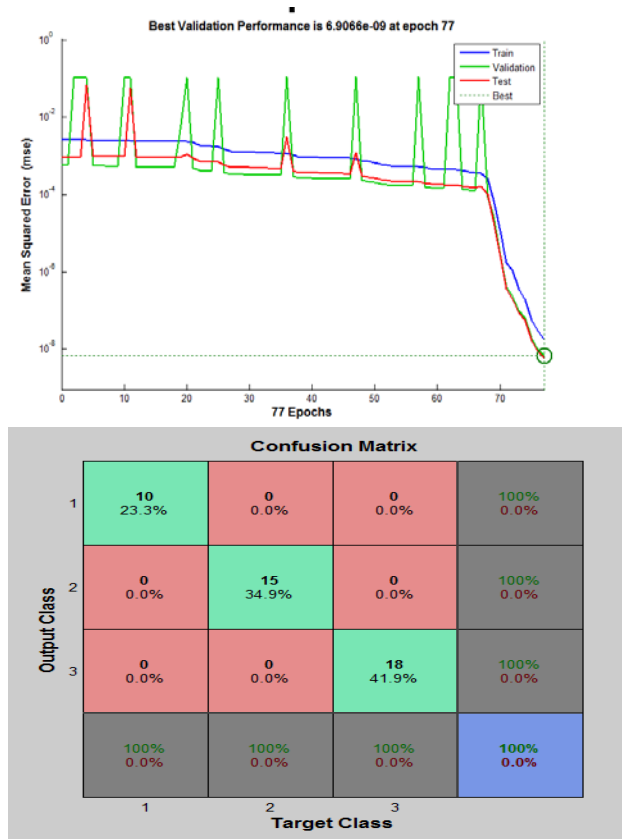 Best Validation Performance is 6.9066e-09 at epoch 77
Mean Squared Error (mse)
10^0
10^-2
10^-4
10^-6
10^-8
Train
Validation
Test
Best
0 10 20 30 40 50 60 70
77 Epochs
Confusion Matrix
Output Class
1
10 0 0 100%
23.3% 0.0% 0.0% 0.0%
2
0 15 0 100%
0.0% 34.9% 0.0% 0.0%
3
0 0 18 100%
0.0% 0.0% 41.9% 0.0%
100% 100% 100% 100%
0.0% 0.0% 0.0% 0.0%
1 2 3
Target Class